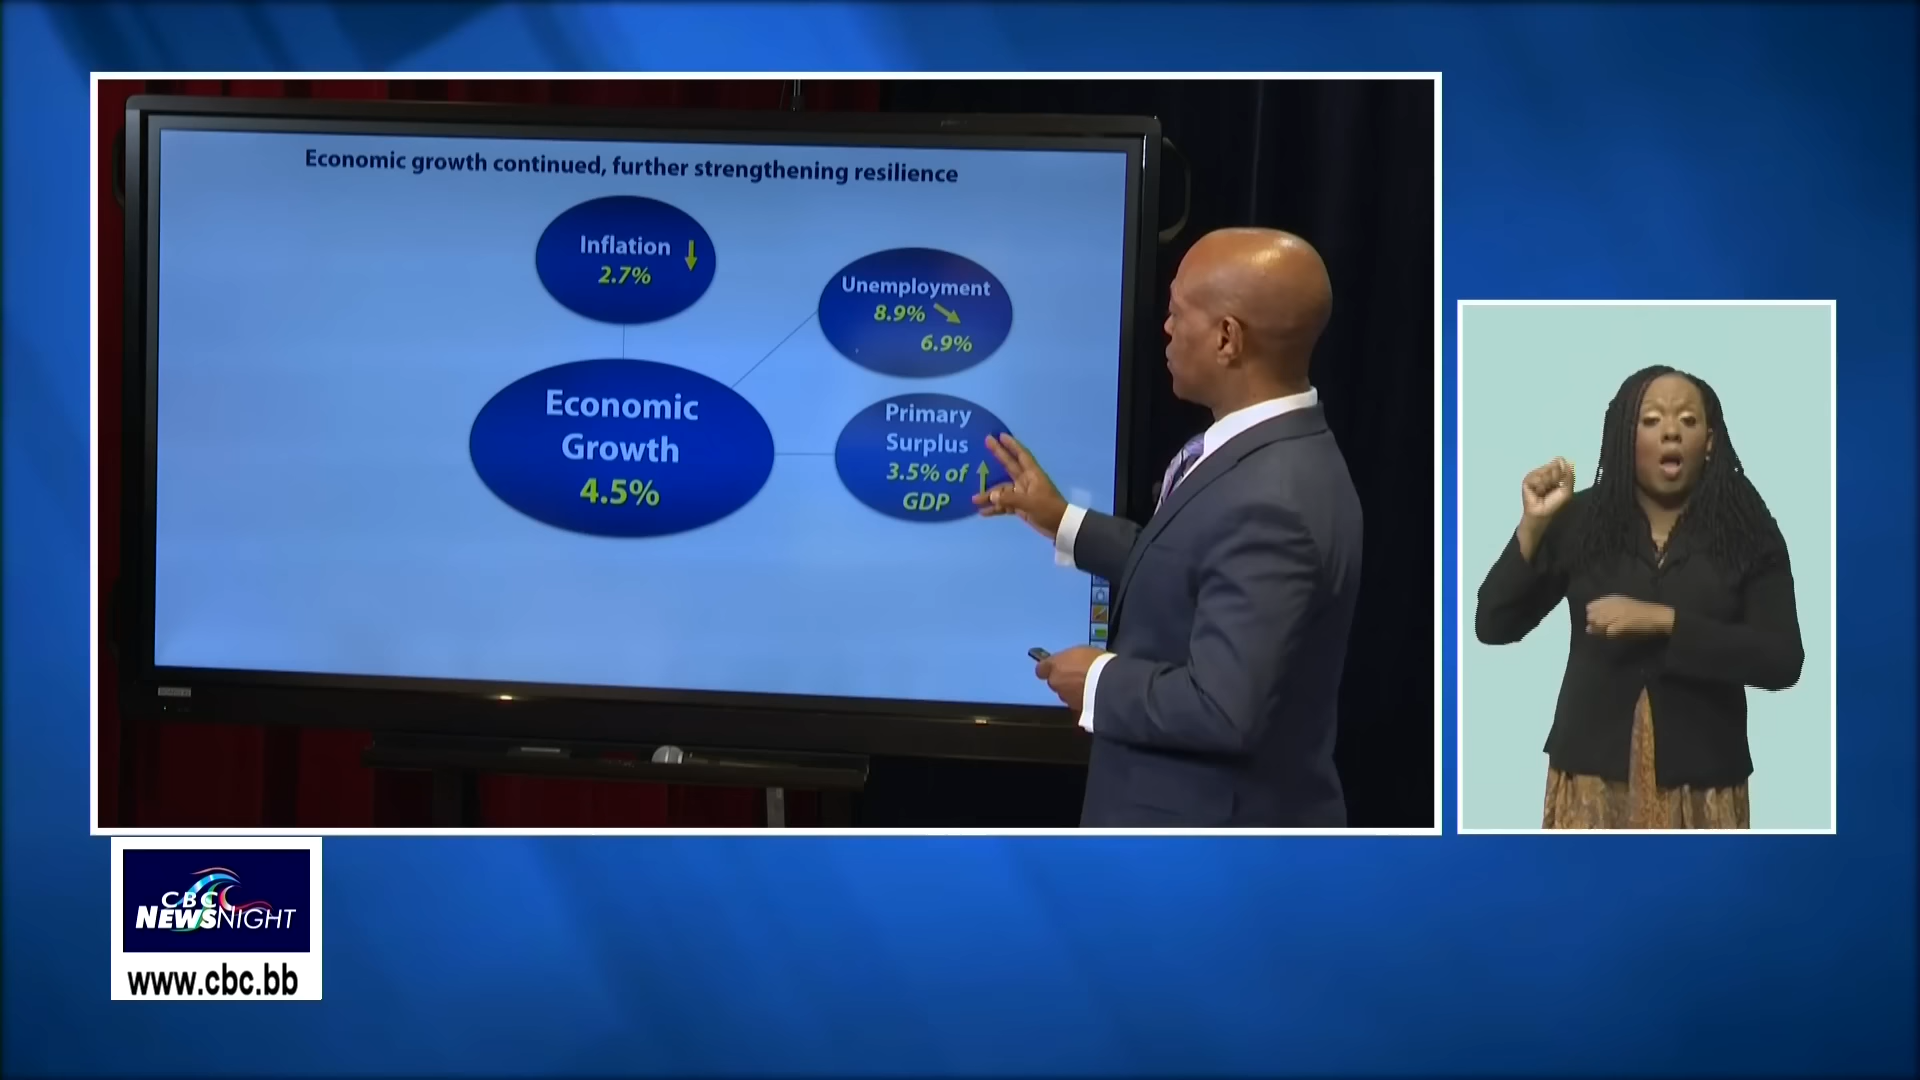 Economic growth continued, further strengthening resilience
Inflation
2.7%
Unemployment
8.9%
6.9%
Economic
Growth
4.5%
Primary
Surplus
3.5% of
GDP
CBC
NEWSNIGHT
www.cbc.bb